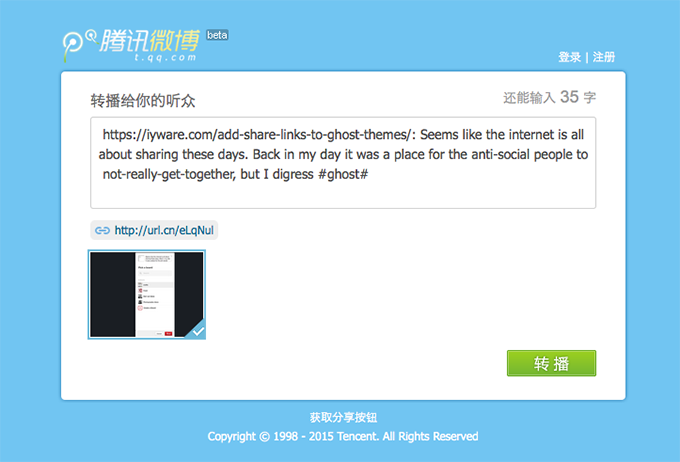 腾讯微博 beta
t.qq.com
登录 | 注册
转播给你的听众
还能输入 35 字
https://iyware.com/add-share-links-to-ghost-themes/: Seems like the internet is all
about sharing these days. Back in my day it was a place for the anti-social people to
not-really-get-together, but I digress #ghost#
http://url.cn/eLqNul
转 播
获取分享按钮
Copyright © 1998 - 2015 Tencent. All Rights Reserved